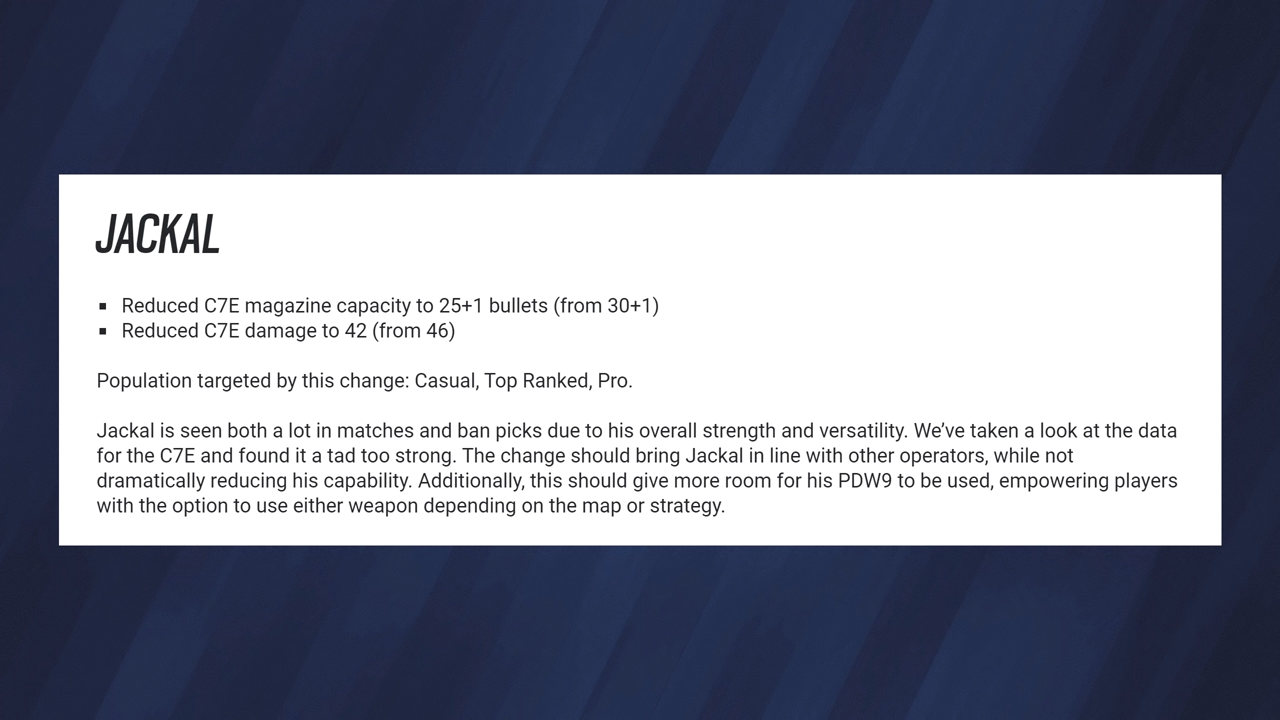 JACKAL
▪ Reduced C7E magazine capacity to 25+1 bullets (from 30+1)
▪ Reduced C7E damage to 42 (from 46)
Population targeted by this change: Casual, Top Ranked, Pro.
Jackal is seen both a lot in matches and ban picks due to his overall strength and versatility. We’ve taken a look at the data
for the C7E and found it a tad too strong. The change should bring Jackal in line with other operators, while not
dramatically reducing his capability. Additionally, this should give more room for his PDW9 to be used, empowering players
with the option to use either weapon depending on the map or strategy.